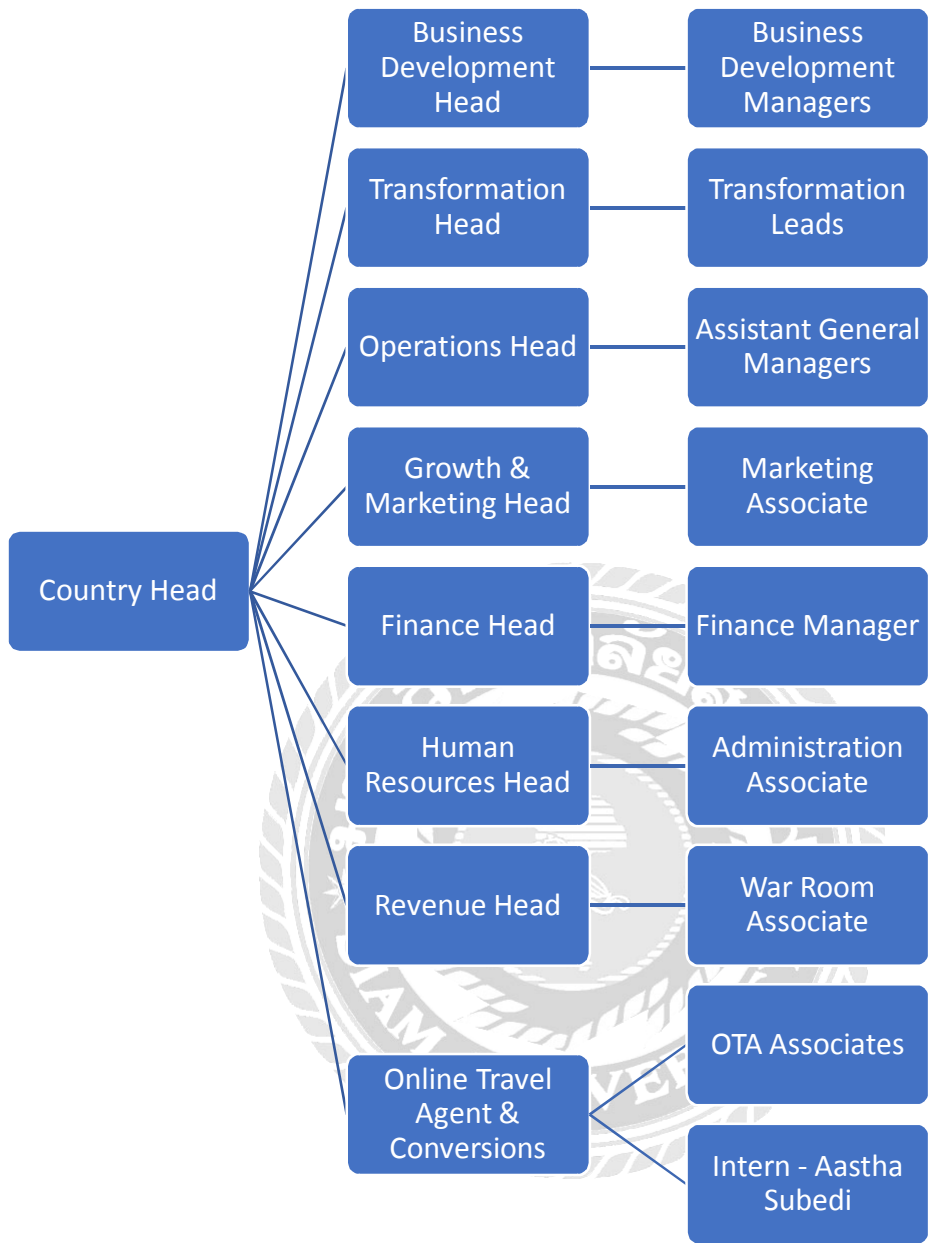 Business
Development
Head
Business
Development
Managers
Transformation
Head
Transformation
Leads
Operations Head
Assistant General
Managers
Growth &
Marketing Head
Marketing
Associate
Country Head
Finance Head
Finance Manager
Human
Resources Head
Administration
Associate
Revenue Head
War Room
Associate
Online Travel
Agent &
Conversions
OTA Associates
Intern - Aastha
Subedi